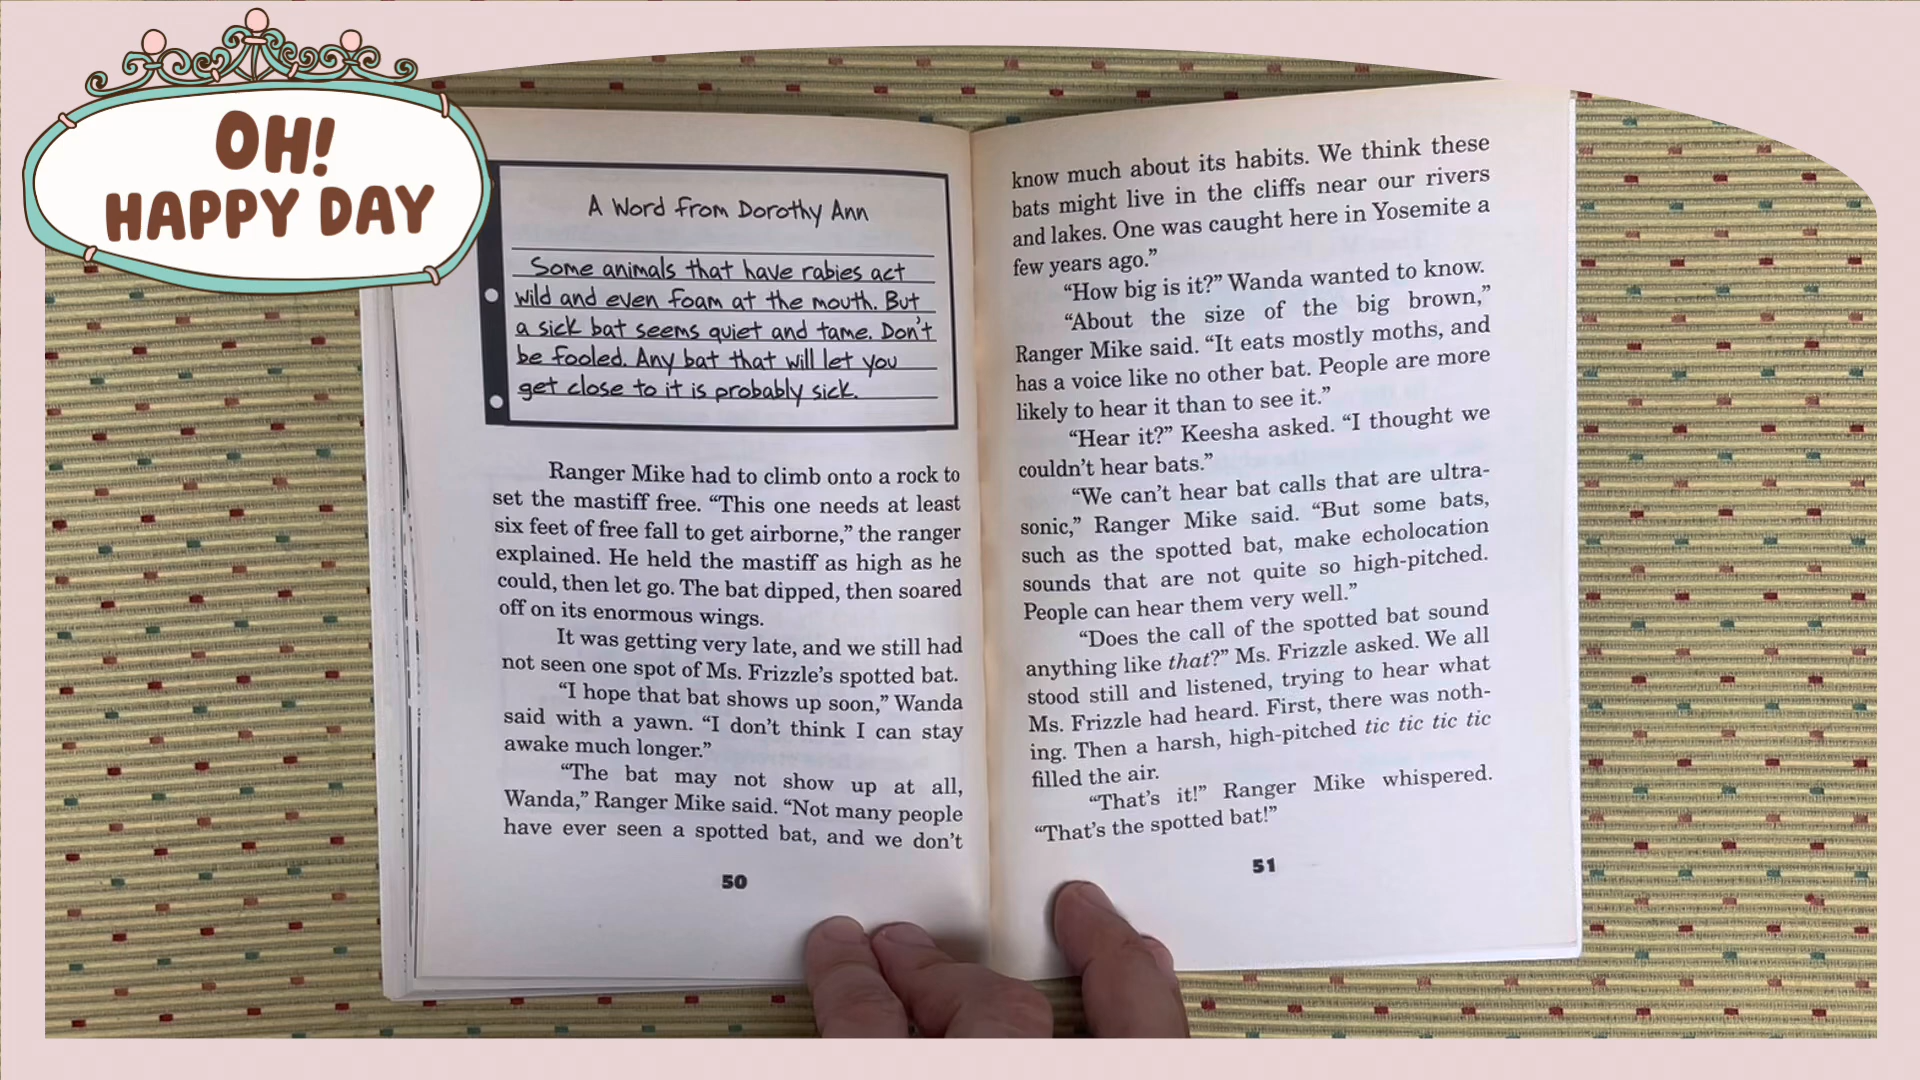 OH!
HAPPY DAY
A Word from Dorothy Ann
Some animals that have rabies act
wild and even foam at the mouth. But
a sick bat seems quiet and tame. Don't
be fooled. Any bat that will let you
get close to it is probably sick.
Ranger Mike had to climb onto a rock to
set the mastiff free. “This one needs at least
six feet of free fall to get airborne,” the ranger
explained. He held the mastiff as high as he
could, then let go. The bat dipped, then soared
off on its enormous wings.
It was getting very late, and we still had
not seen one spot of Ms. Frizzle’s spotted bat.
“I hope that bat shows up soon,” Wanda
said with a yawn. “I don’t think I can stay
awake much longer.”
“The bat may not show up at all,
Wanda,” Ranger Mike said. “Not many people
have ever seen a spotted bat, and we don’t
50
know much about its habits. We think these
bats might live in the cliffs near our rivers
and lakes. One was caught here in Yosemite a
few years ago.”
“How big is it?” Wanda wanted to know.
“About the size of the big brown,”
Ranger Mike said. “It eats mostly moths, and
has a voice like no other bat. People are more
likely to hear it than to see it.”
“Hear it?” Keesha asked. “I thought we
couldn’t hear bats.”
“We can’t hear bat calls that are ultra-
sonic,” Ranger Mike said. “But some bats,
such as the spotted bat, make echolocation
sounds that are not quite so high-pitched.
People can hear them very well.”
“Does the call of the spotted bat sound
anything like that?” Ms. Frizzle asked. We all
stood still and listened, trying to hear what
Ms. Frizzle had heard. First, there was noth-
ing. Then a harsh, high-pitched tic tic tic tic
filled the air.
“That’s it!” Ranger Mike whispered.
“That’s the spotted bat!”
51